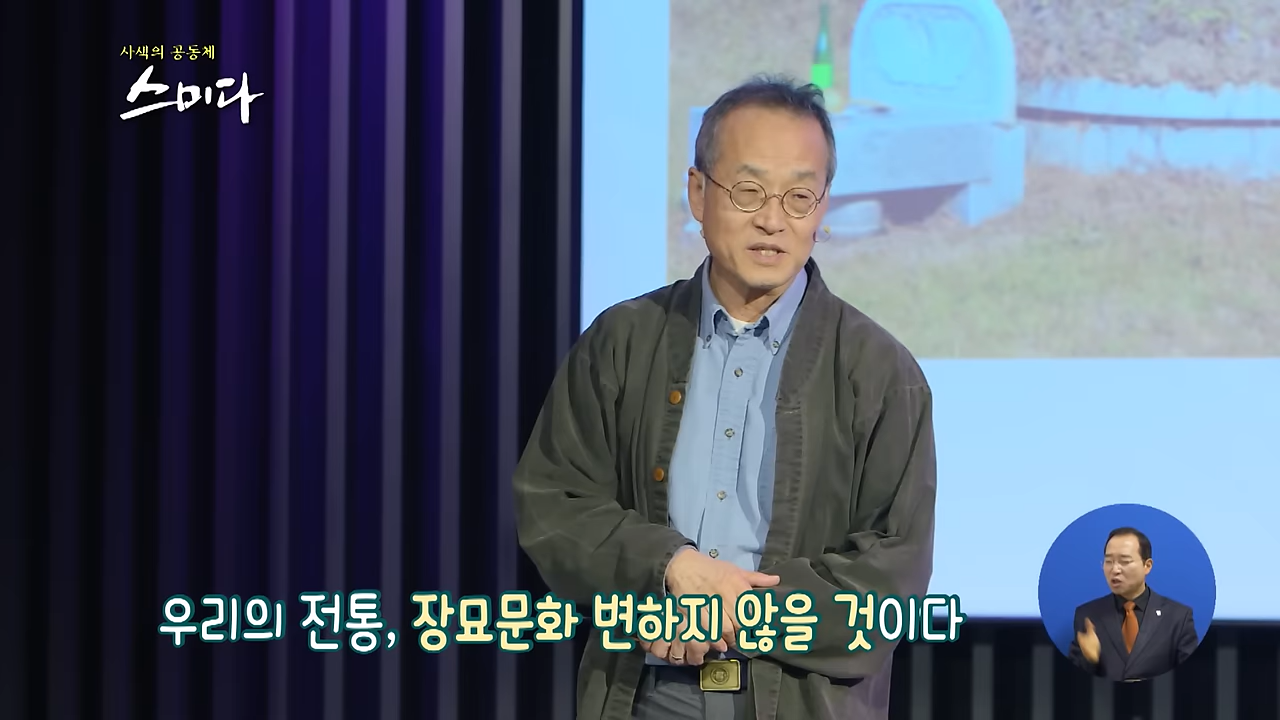 사색의 공동체
스미다
우리의 전통, 장묘문화 변하지 않을 것이다